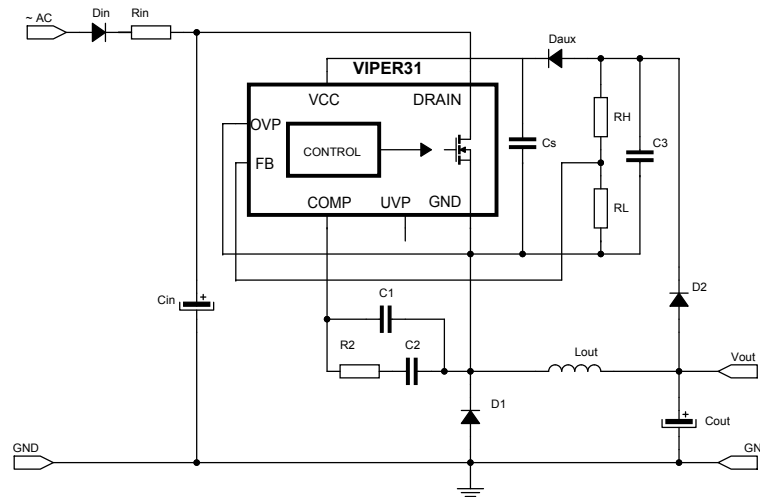 ~ AC
Din
Rin
Daux
VIPER31
VCC
DRAIN
OVP
RH
CONTROL
Cs
C3
FB
COMP
UVP
GND
RL
D2
Cin
+
C1
R2
C2
Lout
Vout
D1
+
Cout
GND
GN